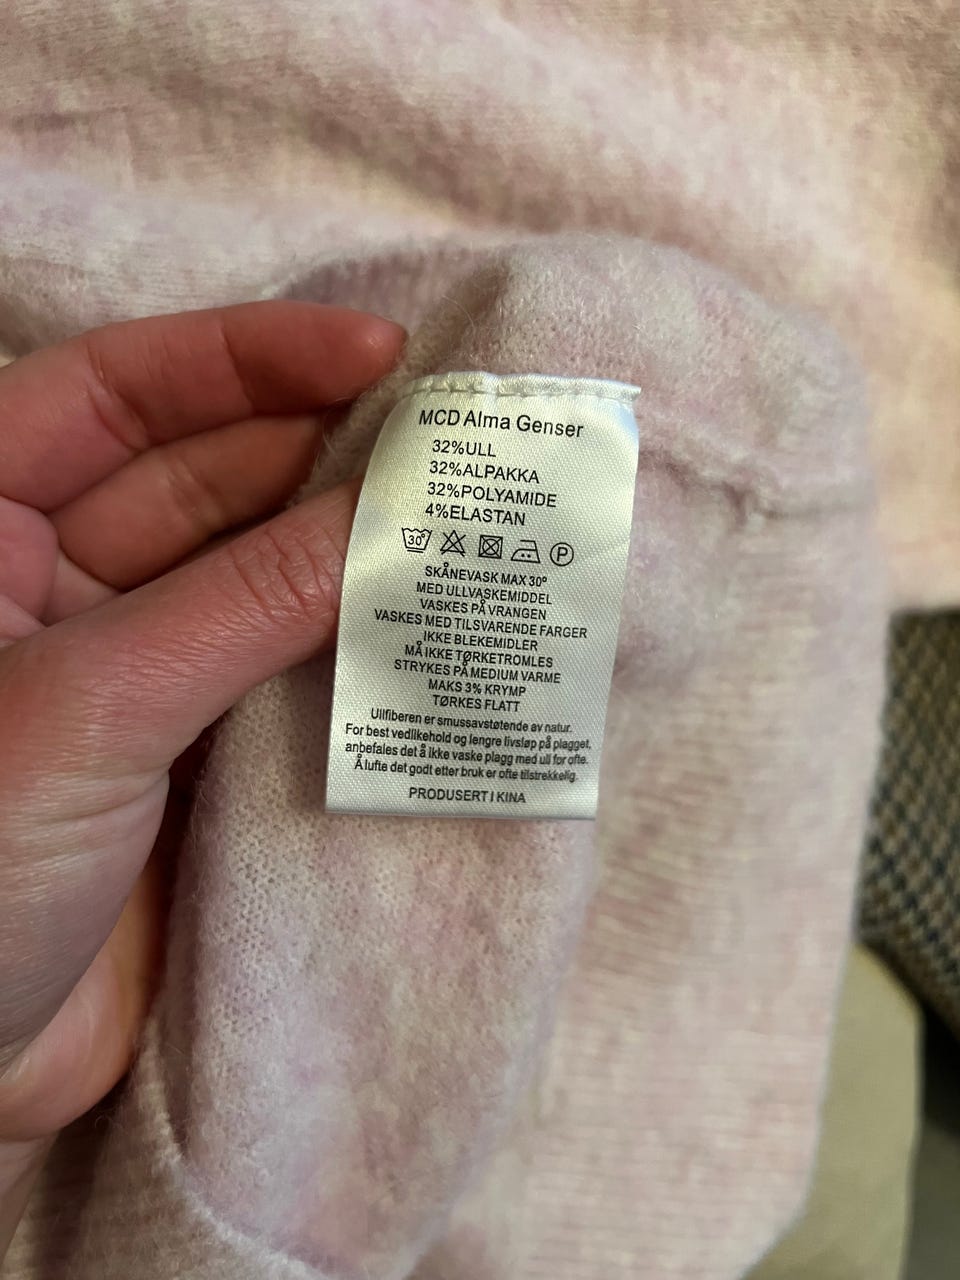 MCD Alma Genser
32%ULL
32%ALPAKKA
32%POLYAMIDE
4%ELASTAN
30° P
SKÅNEVASK MAX 30º
MED ULLVASKEMIDDEL
VASKES PÅ VRANGEN
VASKES MED TILSVARENDE FARGER
IKKE BLEKEMIDLER
MÅ IKKE TØRKETROMLES
STRYKES PÅ MEDIUM VARME
MAKS 3% KRYMP
TØRKES FLATT
Ullfiberen er smussavstøtende av natur.
For best vedlikehold og lengre livsløp på plagget,
anbefales det å ikke vaske plagg med ull for ofte.
Å lufte det godt etter bruk er ofte tilstrekkelig.
PRODUSERT I KINA